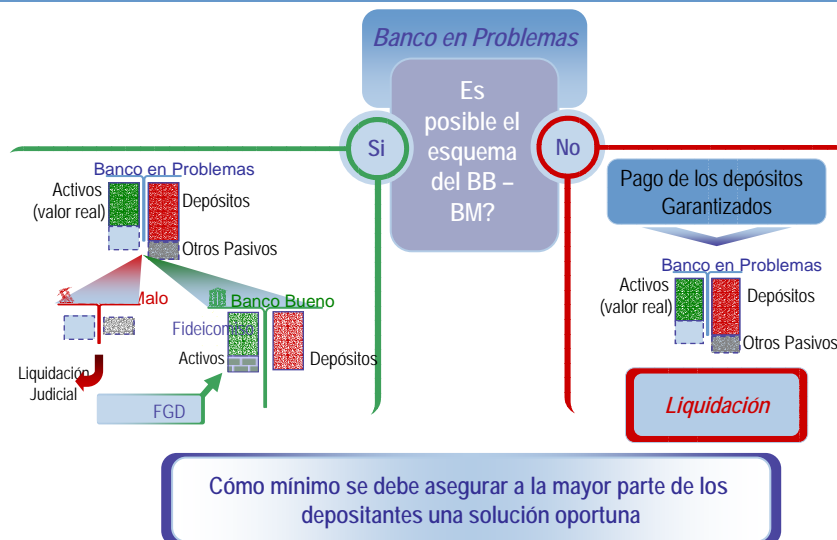 Banco en Problemas
Es
posible el
esquema
del BB –
BM?
Si
No
Banco en Problemas
Activos
(valor real)
Depósitos
Otros Pasivos
Malo
Banco Bueno
Fideicomiso
Activos
Depósitos
Liquidación
Judicial
FGD
Pago de los depósitos
Garantizados
Banco en Problemas
Activos
(valor real)
Depósitos
Otros Pasivos
Liquidación
Cómo mínimo se debe asegurar a la mayor parte de los
depositantes una solución oportuna